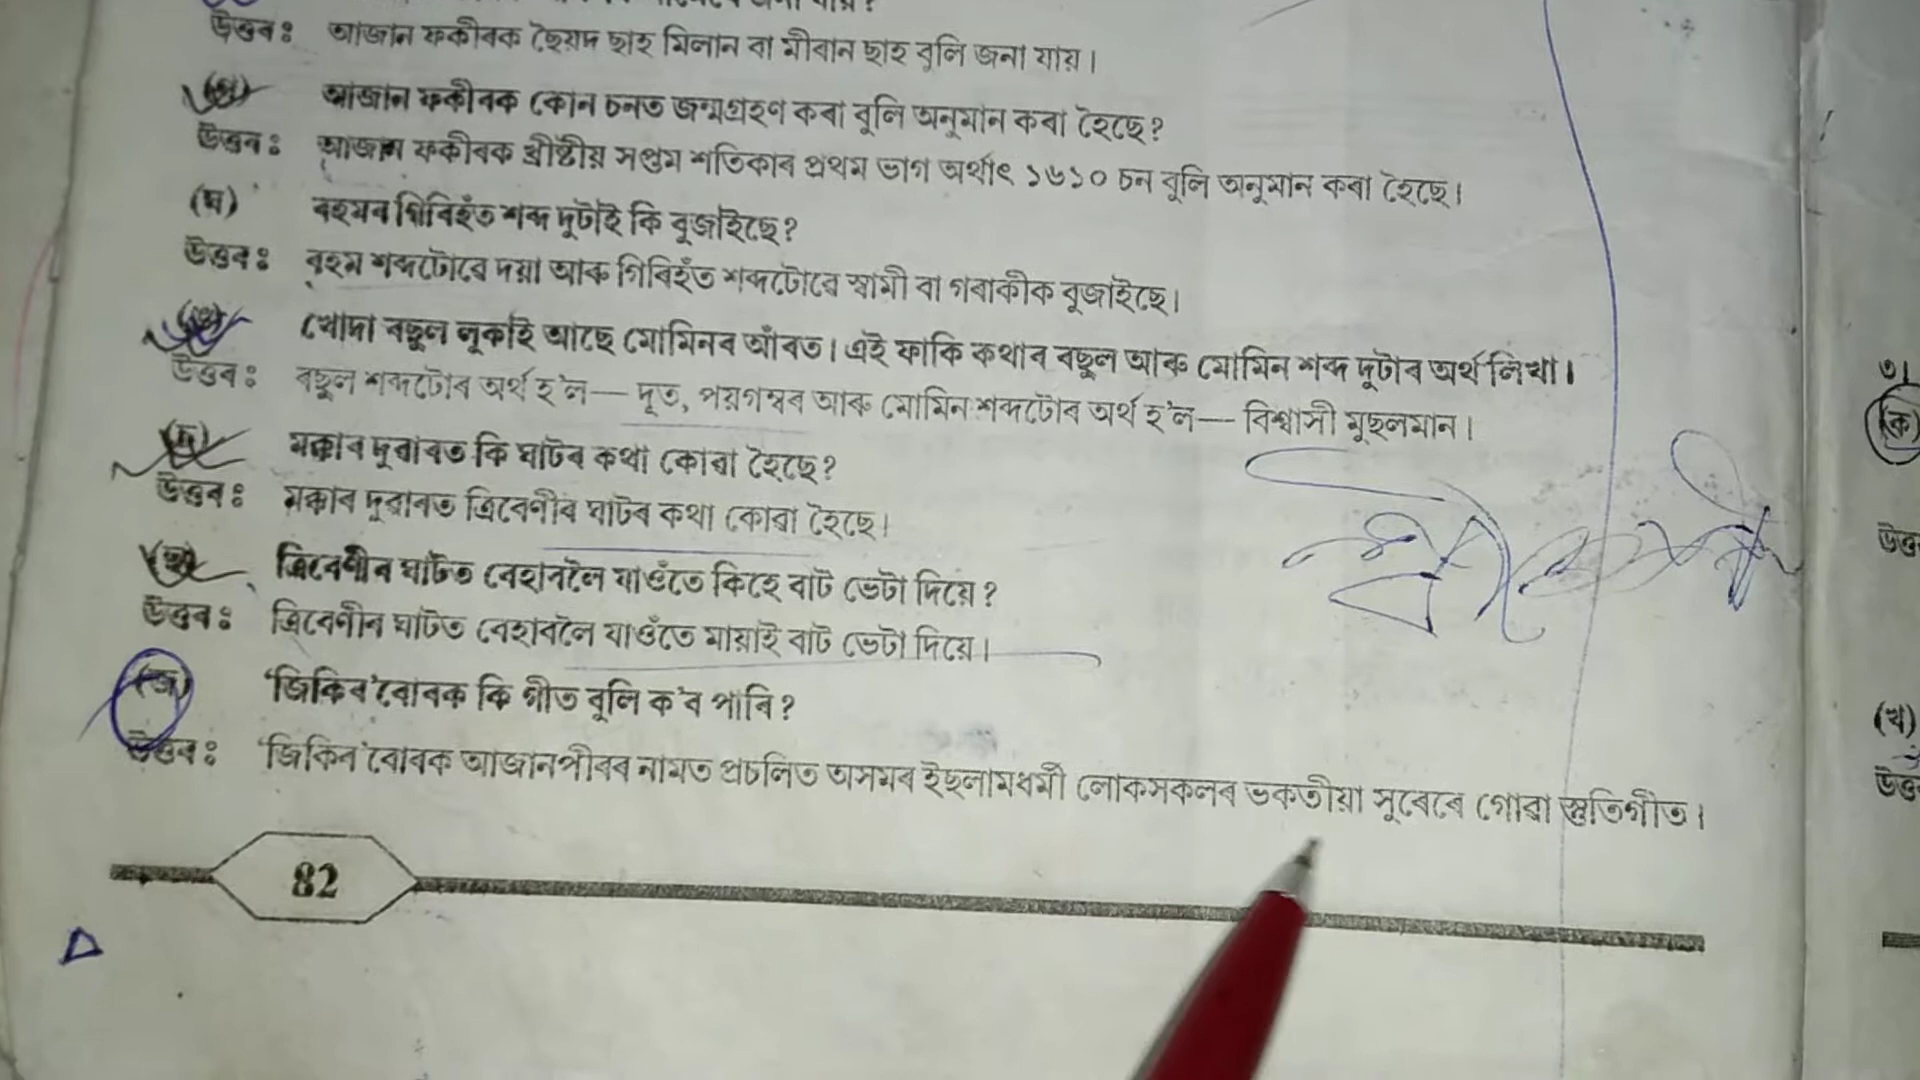 উত্তৰঃ আজান ফকীৰক ছৈয়দ ছাহ মিলান বা মীৰান ছাহ বুলি জনা যায়।
আজান ফকীৰক কোন চনত জন্মগ্ৰহণ কৰা বুলি অনুমান কৰা হৈছে?
উত্তৰঃ আজান ফকীৰক খ্ৰীষ্টীয় সপ্তম শতিকাৰ প্ৰথম ভাগ অৰ্থাৎ ১৬১০ চন বুলি অনুমান কৰা হৈছে।
(ঘ) ৰহমৰ গিৰিহঁত শব্দ দুটাই কি বুজাইছে?
উত্তৰঃ ৰহম শব্দটোৱে দয়া আৰু গিৰিহঁত শব্দটোৱে স্বামী বা গৰাকীক বুজাইছে।
(ঙ) খোদা ৰছুল লুকাই আছে মোমিনৰ আঁৰত। এই ফাকি কথাৰ ৰছুল আৰু মোমিন শব্দ দুটাৰ অৰ্থ লিখা।
উত্তৰঃ ৰছুল শব্দটোৰ অৰ্থ হ'ল— দূত, পয়গম্বৰ আৰু মোমিন শব্দটোৰ অৰ্থ হ'ল— বিশ্বাসী মুছলমান।
(চ) মক্কাৰ দুৱাৰত কি ঘাটৰ কথা কোৱা হৈছে?
উত্তৰঃ মক্কাৰ দুৱাৰত ত্ৰিবেণীৰ ঘাটৰ কথা কোৱা হৈছে।
(ছ) ত্ৰিবেণীৰ ঘাটত বেহাৰলৈ যাওঁতে কিহে বাট ভেটা দিয়ে?
উত্তৰঃ ত্ৰিবেণীৰ ঘাটত বেহাৰলৈ যাওঁতে মায়াই বাট ভেটা দিয়ে।
(জ) 'জিকিৰ'বোৰক কি গীত বুলি ক'ব পাৰি?
উত্তৰঃ 'জিকিৰ'বোৰক আজানপীৰৰ নামত প্ৰচলিত অসমৰ ইছলামধৰ্মী লোকসকলৰ ভকতীয়া সুৰেৰে গোৱা স্তুতিগীত।
82
৩।
(ক)
(খ)